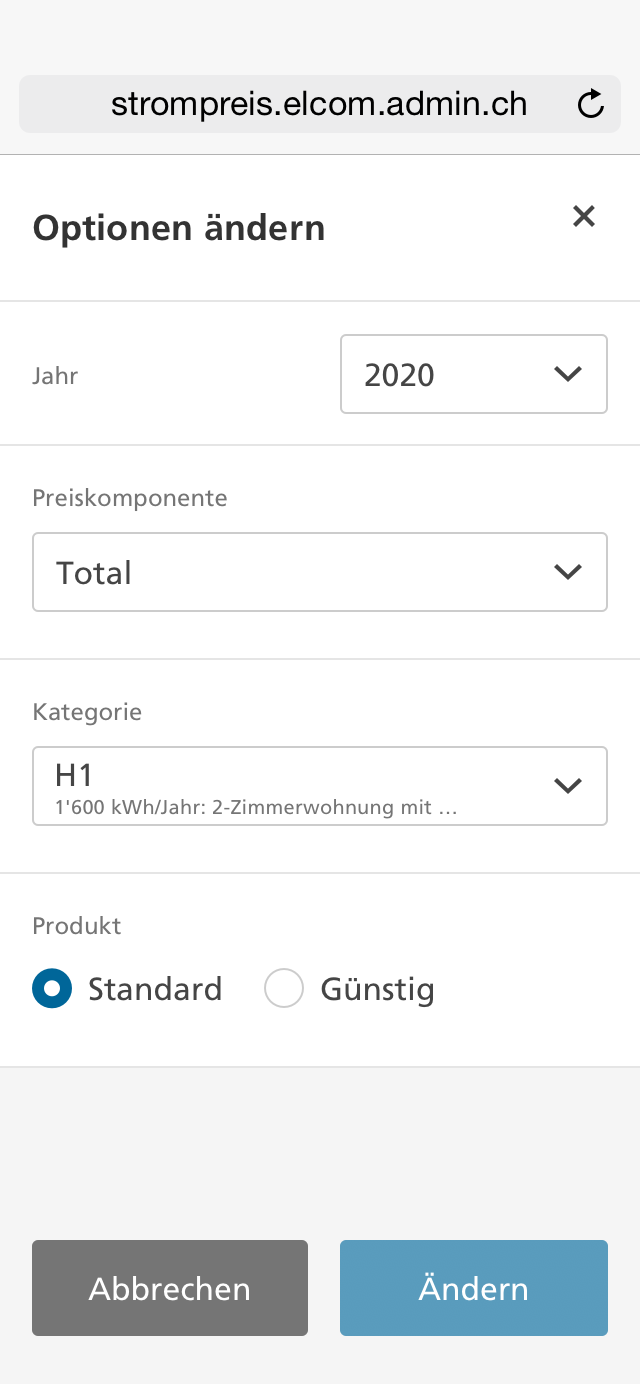 strompreis.elcom.admin.ch
Optionen ändern
Jahr
2020
Preiskomponente
Total
Kategorie
H1
1'600 kWh/Jahr: 2-Zimmerwohnung mit ...
Produkt
Standard
Günstig
Abbrechen
Ändern